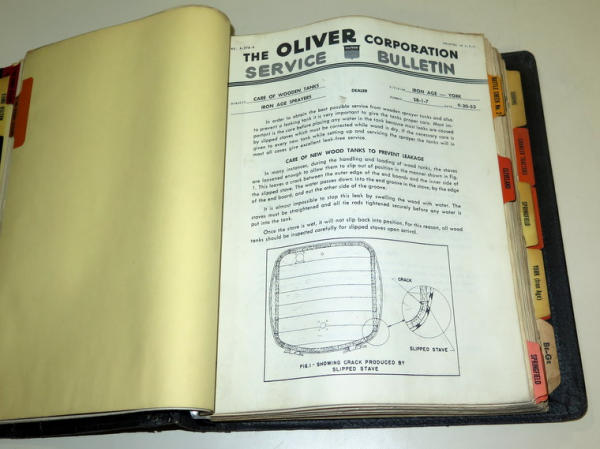 THE OLIVER CORPORATION
SERVICE BULLETIN
CARE OF WOODEN TANKS
IRON AGE SPRAYERS
DEALER
IRON AGE — YORK
18-1-7
In order to obtain the best possible service from wooden sprayer tanks and also
to prevent a leaking tank it is very important to give the tanks proper care. Most im-
portant is the care before placing any water in the tank because most leaks are caused
by slipped staves which must be corrected while wood is dry. If the necessary care is
given to every new tank while setting up and servicing the sprayer the tanks will in
most all cases give excellent leak-free service.
CARE OF NEW WOOD TANKS TO PREVENT LEAKAGE
In many instances, during the handling and loading of wood tanks, the staves
are loosened enough to allow them to slip out of position in the manner shown in Fig.
1. This leaves a crack between the outer edge of the end boards and the inner side of
the slipped stave. The water passes down into the end groove in the stave, by the edge
of the end board, and out the other side of the groove.
It is almost impossible to stop this leak by swelling the wood with water. The
staves must be straightened and all tie rods tightened securely before any water is
put into the tank.
Once the stave is wet, it will not slip back into position. For this reason, all wood
tanks should be inspected carefully for slipped staves upon arrival.
CRACK
SLIPPED STAVE
FIG. 1 - SHOWING CRACK PRODUCED BY
SLIPPED STAVE
CLEVELAND
SPRINGFIELD
YORK (Iron Age)
Be-Ge
SPRINGFIELD